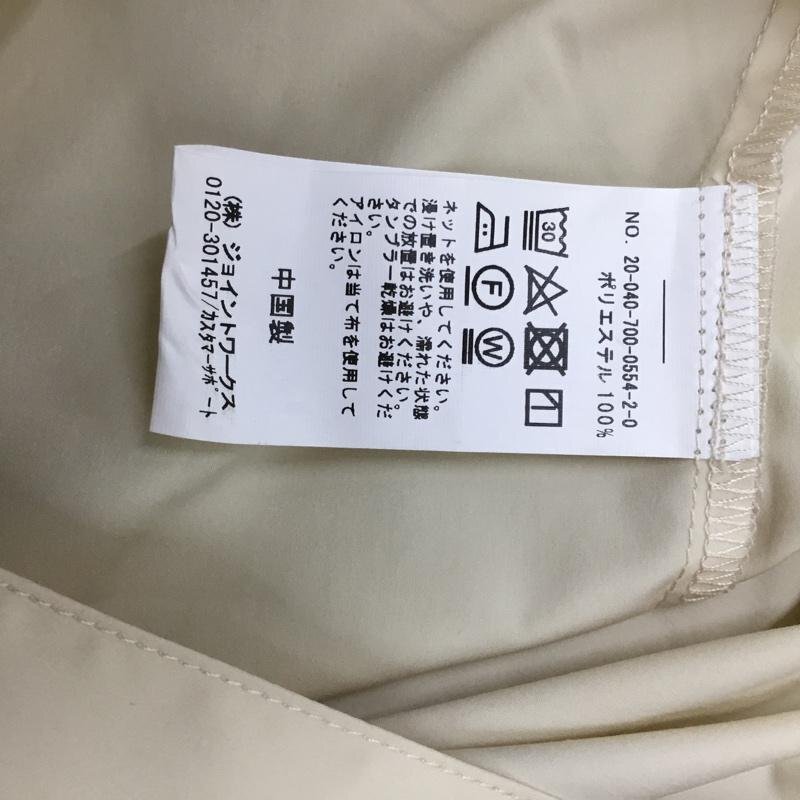 NO. 20-040-700-0554-2-0
ポリエステル 100%
30
F
W
ネットを使用してください。
浸け置き洗いや、濡れた状態
での放置はお避けください。
タンブラー乾燥はお避けくだ
さい。
アイロンは当て布を使用して
ください。
中国製
(株) ジョイントワークス
0120-301457/カスタマーサポート